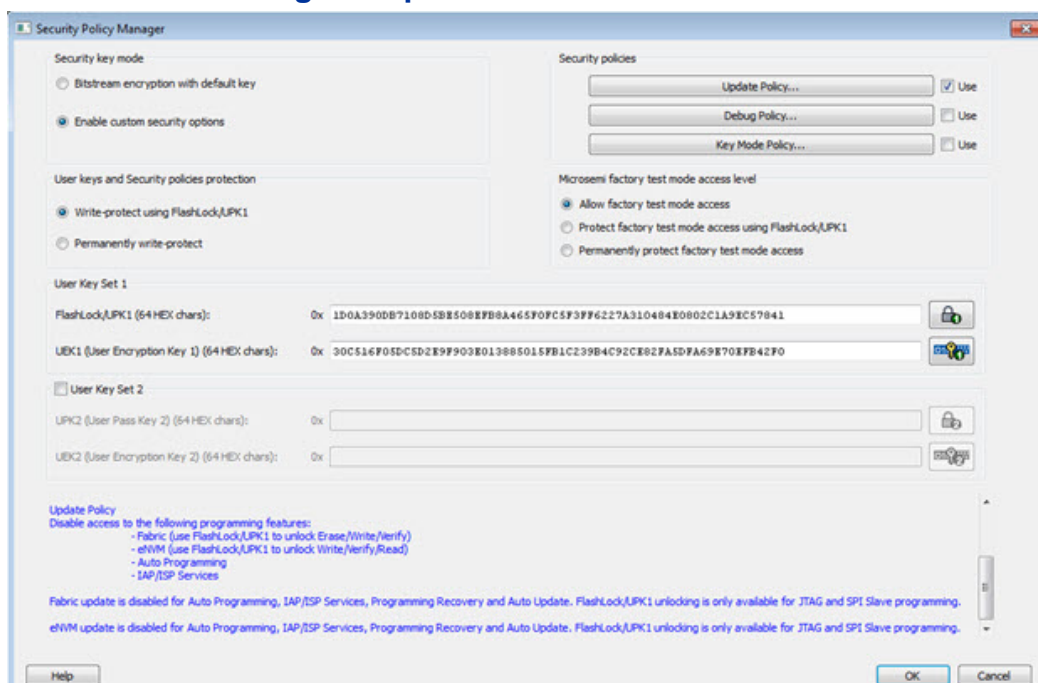 Security Policy Manager
Security key mode
Bitstream encryption with default key
Enable custom security options
Security policies
Update Policy...
Use
Debug Policy...
Use
Key Mode Policy...
Use
User keys and Security policies protection
Write-protect using FlashLock/UPK1
Permanently write-protect
Microsemi factory test mode access level
Allow factory test mode access
Protect factory test mode access using FlashLock/UPK1
Permanently protect factory test mode access
User Key Set 1
FlashLock/UPK1 (64 HEX chars): 0x 1D0A390DB7108D5BE508EFB8A465F0FC5F3FF6227A310484E0802C1A9EC57841
UEK1 (User Encryption Key 1) (64 HEX chars): 0x 30C516F05DC5D2E9F903E013885015FB1C239B4C92CE82FA5DFA69E70EFB42F0
User Key Set 2
UPK2 (User Pass Key 2) (64 HEX chars): 0x
UEK2 (User Encryption Key 2) (64 HEX chars): 0x
Update Policy
Disable access to the following programming features:
- Fabric (use FlashLock/UPK1 to unlock Erase/Write/Verify)
- eNVM (use FlashLock/UPK1 to unlock Write/Verify/Read)
- Auto Programming
- IAP/ISP Services
Fabric update is disabled for Auto Programming, IAP/ISP Services, Programming Recovery and Auto Update. FlashLock/UPK1 unlocking is only available for JTAG and SPI Slave programming.
eNVM update is disabled for Auto Programming, IAP/ISP Services, Programming Recovery and Auto Update. FlashLock/UPK1 unlocking is only available for JTAG and SPI Slave programming.
Help
OK
Cancel